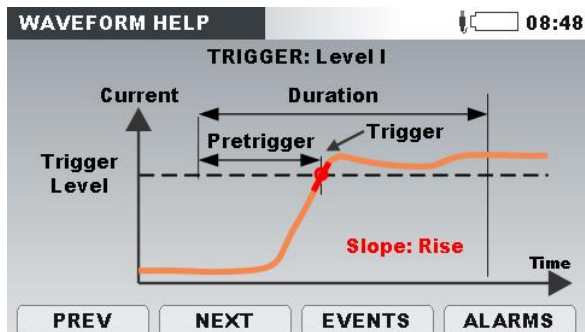 WAVEFORM HELP 08:48
TRIGGER: Level I
Current
Duration
Pretrigger
Trigger
Trigger
Level
Slope: Rise
Time
PREV NEXT EVENTS ALARMS